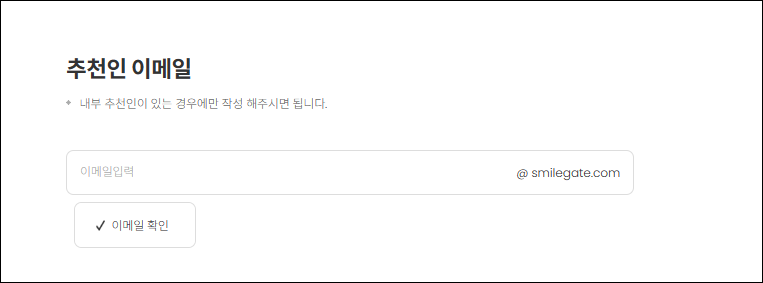 추천인 이메일
* 내부 추천인이 있는 경우에만 작성 해주시면 됩니다.
이메일입력 @ smilegate.com
✓ 이메일 확인